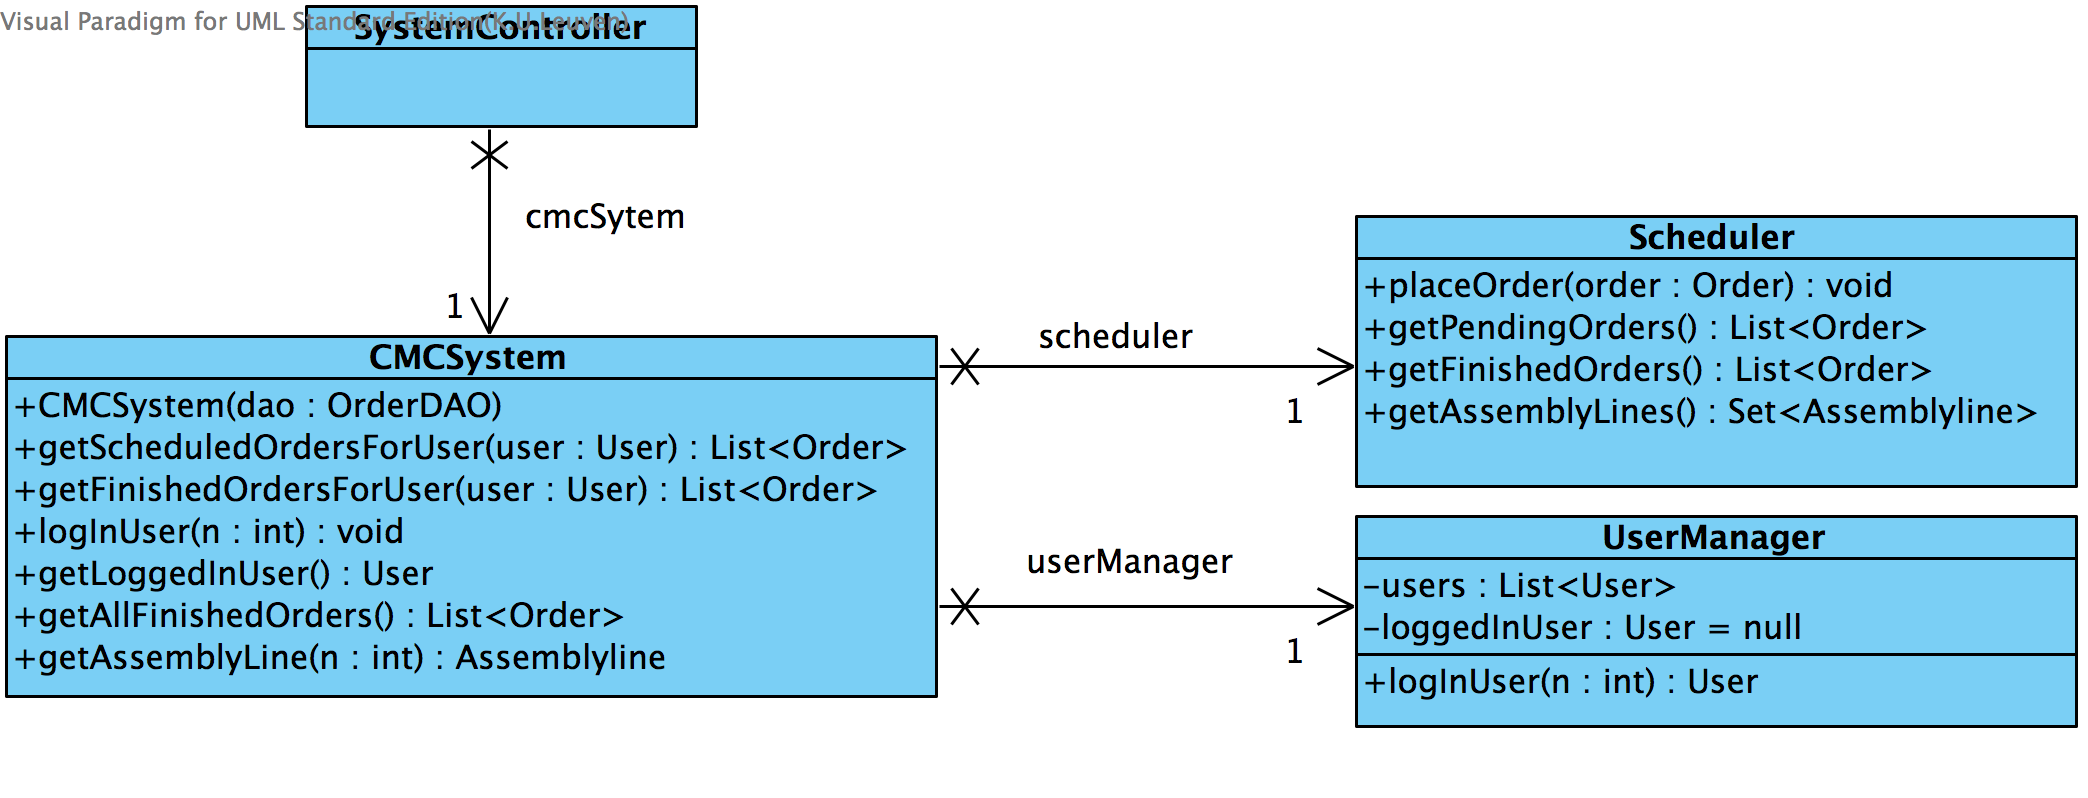 Visual Paradigm for UML Standard Edition(K.U.Leuven)
SystemController
cmcSytem
1
CMCSystem
+CMCSystem(dao : OrderDAO)
+getScheduledOrdersForUser(user : User) : List<Order>
+getFinishedOrdersForUser(user : User) : List<Order>
+logInUser(n : int) : void
+getLoggedInUser() : User
+getAllFinishedOrders() : List<Order>
+getAssemblyLine(n : int) : Assemblyline
scheduler
1
Scheduler
+placeOrder(order : Order) : void
+getPendingOrders() : List<Order>
+getFinishedOrders() : List<Order>
+getAssemblyLines() : Set<Assemblyline>
userManager
1
UserManager
-users : List<User>
-loggedInUser : User = null
+logInUser(n : int) : User